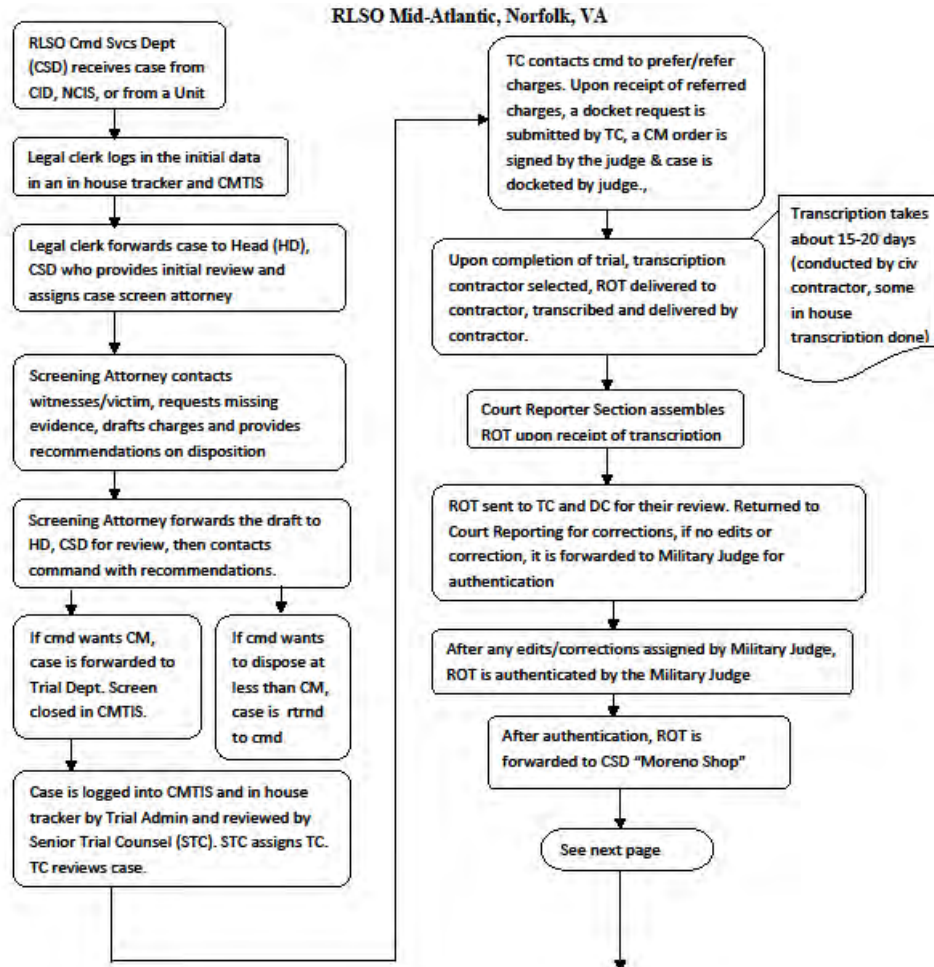 RLSO Mid-Atlantic, Norfolk, VA
RLSO Cmd Svcs Dept
(CSD) receives case from
CID, NCIS, or from a Unit
Legal clerk logs in the initial data
in an in house tracker and CMTIS
Legal clerk forwards case to Head (HD),
CSD who provides initial review and
assigns case screen attorney
Screening Attorney contacts
witnesses/victim, requests missing
evidence, drafts charges and provides
recommendations on disposition
Screening Attorney forwards the draft to
HD, CSD for review, then contacts
command with recommendations.
If cmd wants CM,
case is forwarded to
Trial Dept. Screen
closed in CMTIS.
If cmd wants
to dispose at
less than CM,
case is rtrnd
to cmd
Case is logged into CMTIS and in house
tracker by Trial Admin and reviewed by
Senior Trial Counsel (STC). STC assigns TC.
TC reviews case.
TC contacts cmd to prefer/refer
charges. Upon receipt of referred
charges, a docket request is
submitted by TC, a CM order is
signed by the judge & case is
docketed by judge.,
Transcription takes
about 15-20 days
(conducted by civ
contractor, some
in house
transcription done)
Upon completion of trial, transcription
contractor selected, ROT delivered to
contractor, transcribed and delivered by
contractor.
Court Reporter Section assembles
ROT upon receipt of transcription
ROT sent to TC and DC for their review. Returned to
Court Reporting for corrections, if no edits or
correction, it is forwarded to Military Judge for
authentication
After any edits/corrections assigned by Military Judge,
ROT is authenticated by the Military Judge
After authentication, ROT is
forwarded to CSD "Moreno Shop"
See next page